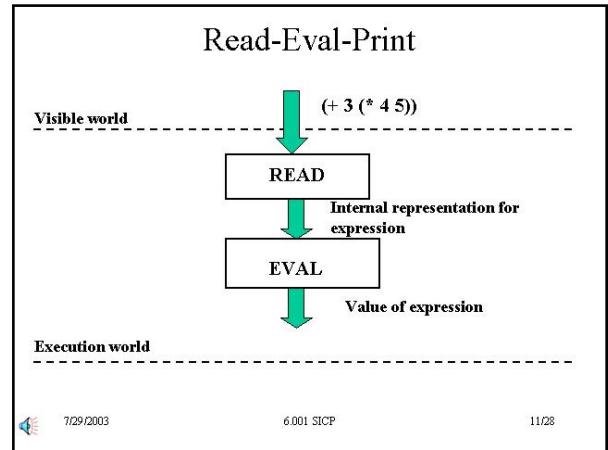 Read-Eval-Print
(+ 3 (* 4 5))
Visible world
READ
Internal representation for
expression
EVAL
Value of expression
Execution world
7/29/2003 6.001 SICP 11/28